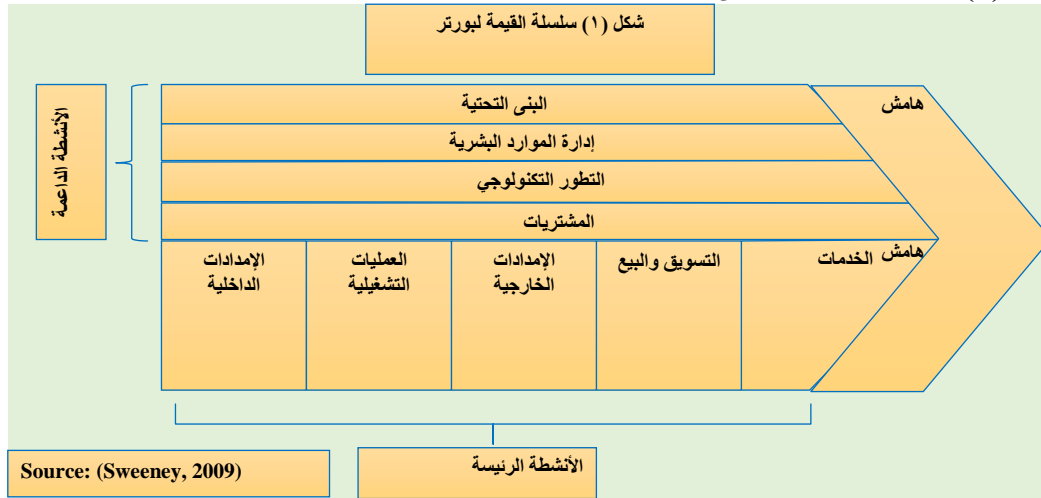 شكل (١) سلسلة القيمة لبورتر
الأنشطة الداعمة
البنى التحتية
هامش
إدارة الموارد البشرية
التطور التكنولوجي
المشتريات
الإمدادات
الداخلية
العمليات
التشغيلية
الإمدادات
الخارجية
التسويق والبيع
الخدمات
هامش
الأنشطة الرئيسة
Source: (Sweeney, 2009)